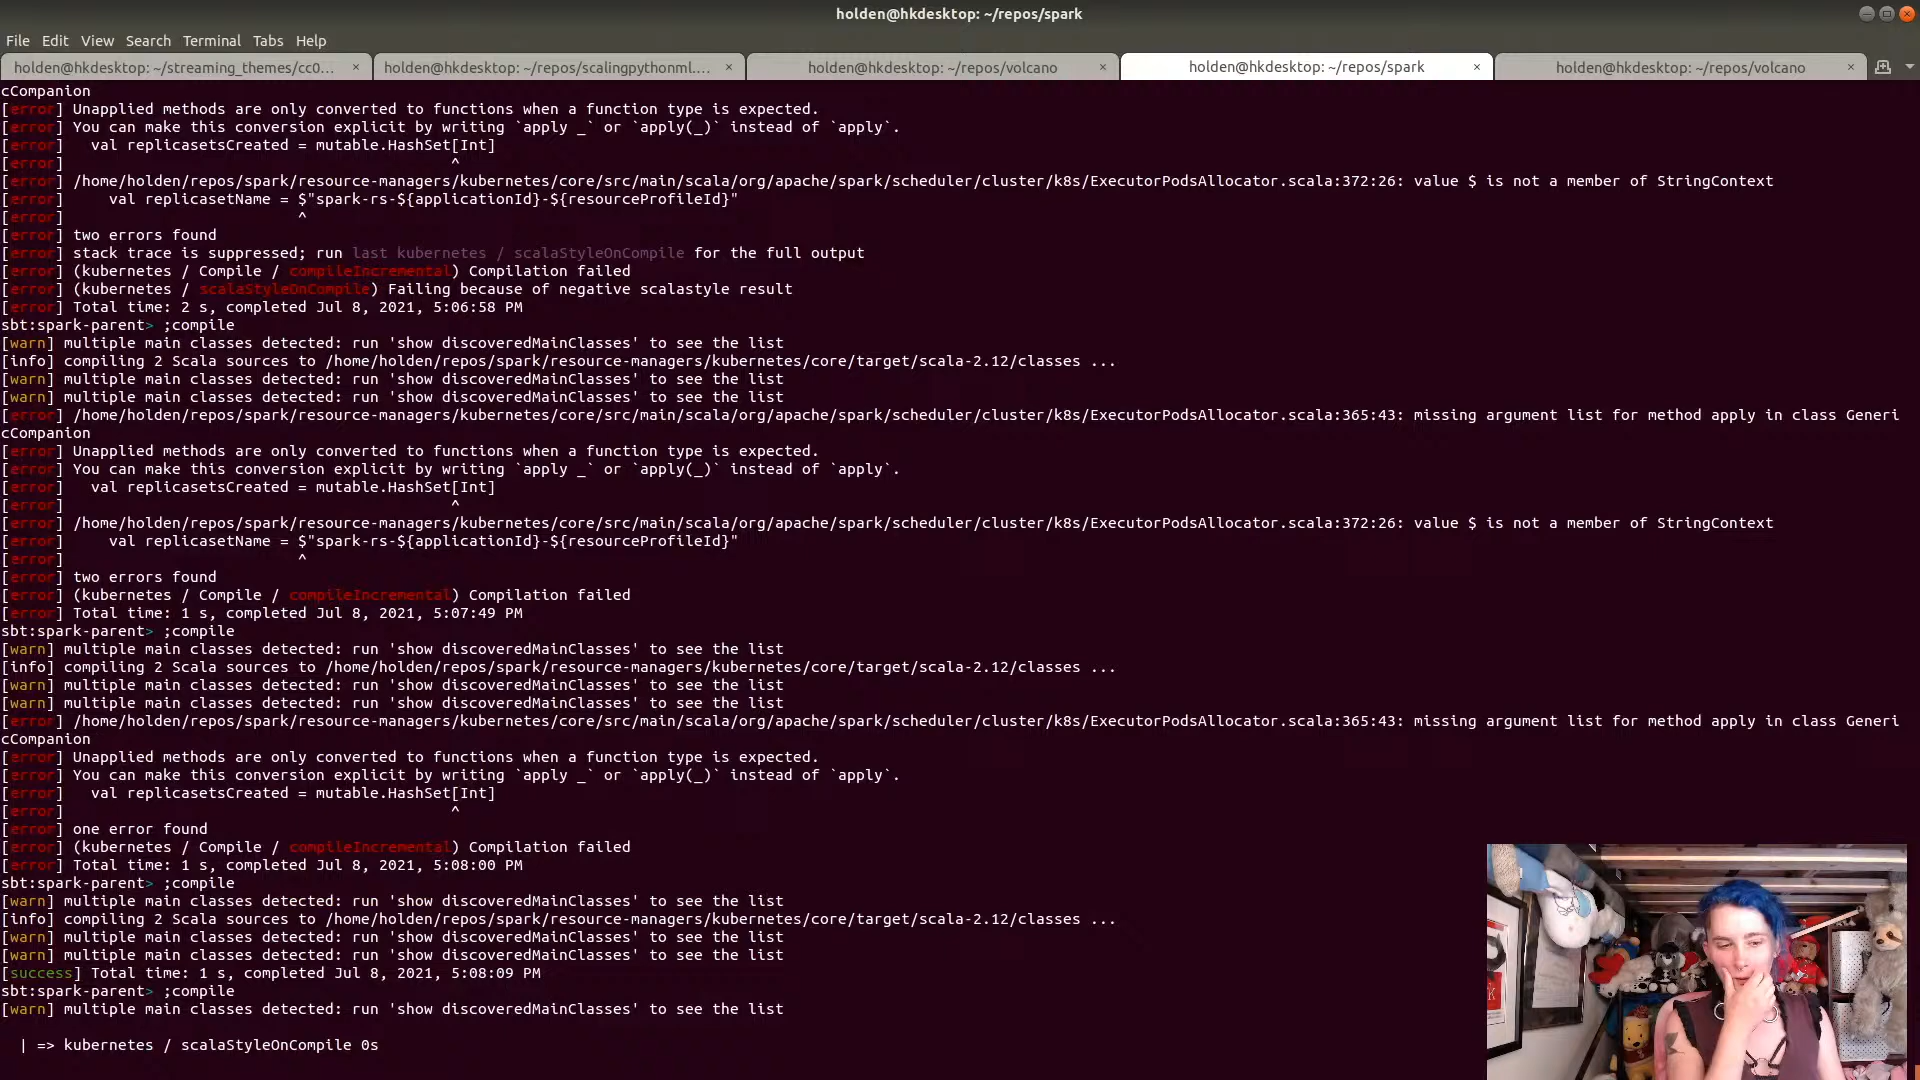 holden@hkdesktop: ~/repos/spark
File Edit View Search Terminal Tabs Help
holden@hkdesktop: ~/streaming_themes/cc0... × holden@hkdesktop: ~/repos/scalingpythonml.... × holden@hkdesktop: ~/repos/volcano × holden@hkdesktop: ~/repos/spark × holden@hkdesktop: ~/repos/volcano ×
cCompanion
[error] Unapplied methods are only converted to functions when a function type is expected.
[error] You can make this conversion explicit by writing `apply _` or `apply(_)` instead of `apply`.
[error]   val replicasetsCreated = mutable.HashSet[Int]
[error]                                           ^
[error] /home/holden/repos/spark/resource-managers/kubernetes/core/src/main/scala/org/apache/spark/scheduler/cluster/k8s/ExecutorPodsAllocator.scala:372:26: value $ is not a member of StringContext
[error]     val replicasetName = $"spark-rs-${applicationId}-${resourceProfileId}"
[error]                          ^
[error] two errors found
[error] stack trace is suppressed; run last kubernetes / scalaStyleOnCompile for the full output
[error] (kubernetes / Compile / compileIncremental) Compilation failed
[error] (kubernetes / scalaStyleOnCompile) Failing because of negative scalastyle result
[error] Total time: 2 s, completed Jul 8, 2021, 5:06:58 PM
sbt:spark-parent> ;compile
[warn] multiple main classes detected: run 'show discoveredMainClasses' to see the list
[info] compiling 2 Scala sources to /home/holden/repos/spark/resource-managers/kubernetes/core/target/scala-2.12/classes ...
[warn] multiple main classes detected: run 'show discoveredMainClasses' to see the list
[warn] multiple main classes detected: run 'show discoveredMainClasses' to see the list
[error] /home/holden/repos/spark/resource-managers/kubernetes/core/src/main/scala/org/apache/spark/scheduler/cluster/k8s/ExecutorPodsAllocator.scala:365:43: missing argument list for method apply in class Generi
cCompanion
[error] Unapplied methods are only converted to functions when a function type is expected.
[error] You can make this conversion explicit by writing `apply _` or `apply(_)` instead of `apply`.
[error]   val replicasetsCreated = mutable.HashSet[Int]
[error]                                           ^
[error] /home/holden/repos/spark/resource-managers/kubernetes/core/src/main/scala/org/apache/spark/scheduler/cluster/k8s/ExecutorPodsAllocator.scala:372:26: value $ is not a member of StringContext
[error]     val replicasetName = $"spark-rs-${applicationId}-${resourceProfileId}"
[error]                          ^
[error] two errors found
[error] (kubernetes / Compile / compileIncremental) Compilation failed
[error] Total time: 1 s, completed Jul 8, 2021, 5:07:49 PM
sbt:spark-parent> ;compile
[warn] multiple main classes detected: run 'show discoveredMainClasses' to see the list
[info] compiling 2 Scala sources to /home/holden/repos/spark/resource-managers/kubernetes/core/target/scala-2.12/classes ...
[warn] multiple main classes detected: run 'show discoveredMainClasses' to see the list
[warn] multiple main classes detected: run 'show discoveredMainClasses' to see the list
[error] /home/holden/repos/spark/resource-managers/kubernetes/core/src/main/scala/org/apache/spark/scheduler/cluster/k8s/ExecutorPodsAllocator.scala:365:43: missing argument list for method apply in class Generi
cCompanion
[error] Unapplied methods are only converted to functions when a function type is expected.
[error] You can make this conversion explicit by writing `apply _` or `apply(_)` instead of `apply`.
[error]   val replicasetsCreated = mutable.HashSet[Int]
[error]                                           ^
[error] one error found
[error] (kubernetes / Compile / compileIncremental) Compilation failed
[error] Total time: 1 s, completed Jul 8, 2021, 5:08:00 PM
sbt:spark-parent> ;compile
[warn] multiple main classes detected: run 'show discoveredMainClasses' to see the list
[info] compiling 2 Scala sources to /home/holden/repos/spark/resource-managers/kubernetes/core/target/scala-2.12/classes ...
[warn] multiple main classes detected: run 'show discoveredMainClasses' to see the list
[warn] multiple main classes detected: run 'show discoveredMainClasses' to see the list
[success] Total time: 1 s, completed Jul 8, 2021, 5:08:09 PM
sbt:spark-parent> ;compile
[warn] multiple main classes detected: run 'show discoveredMainClasses' to see the list
| => kubernetes / scalaStyleOnCompile 0s